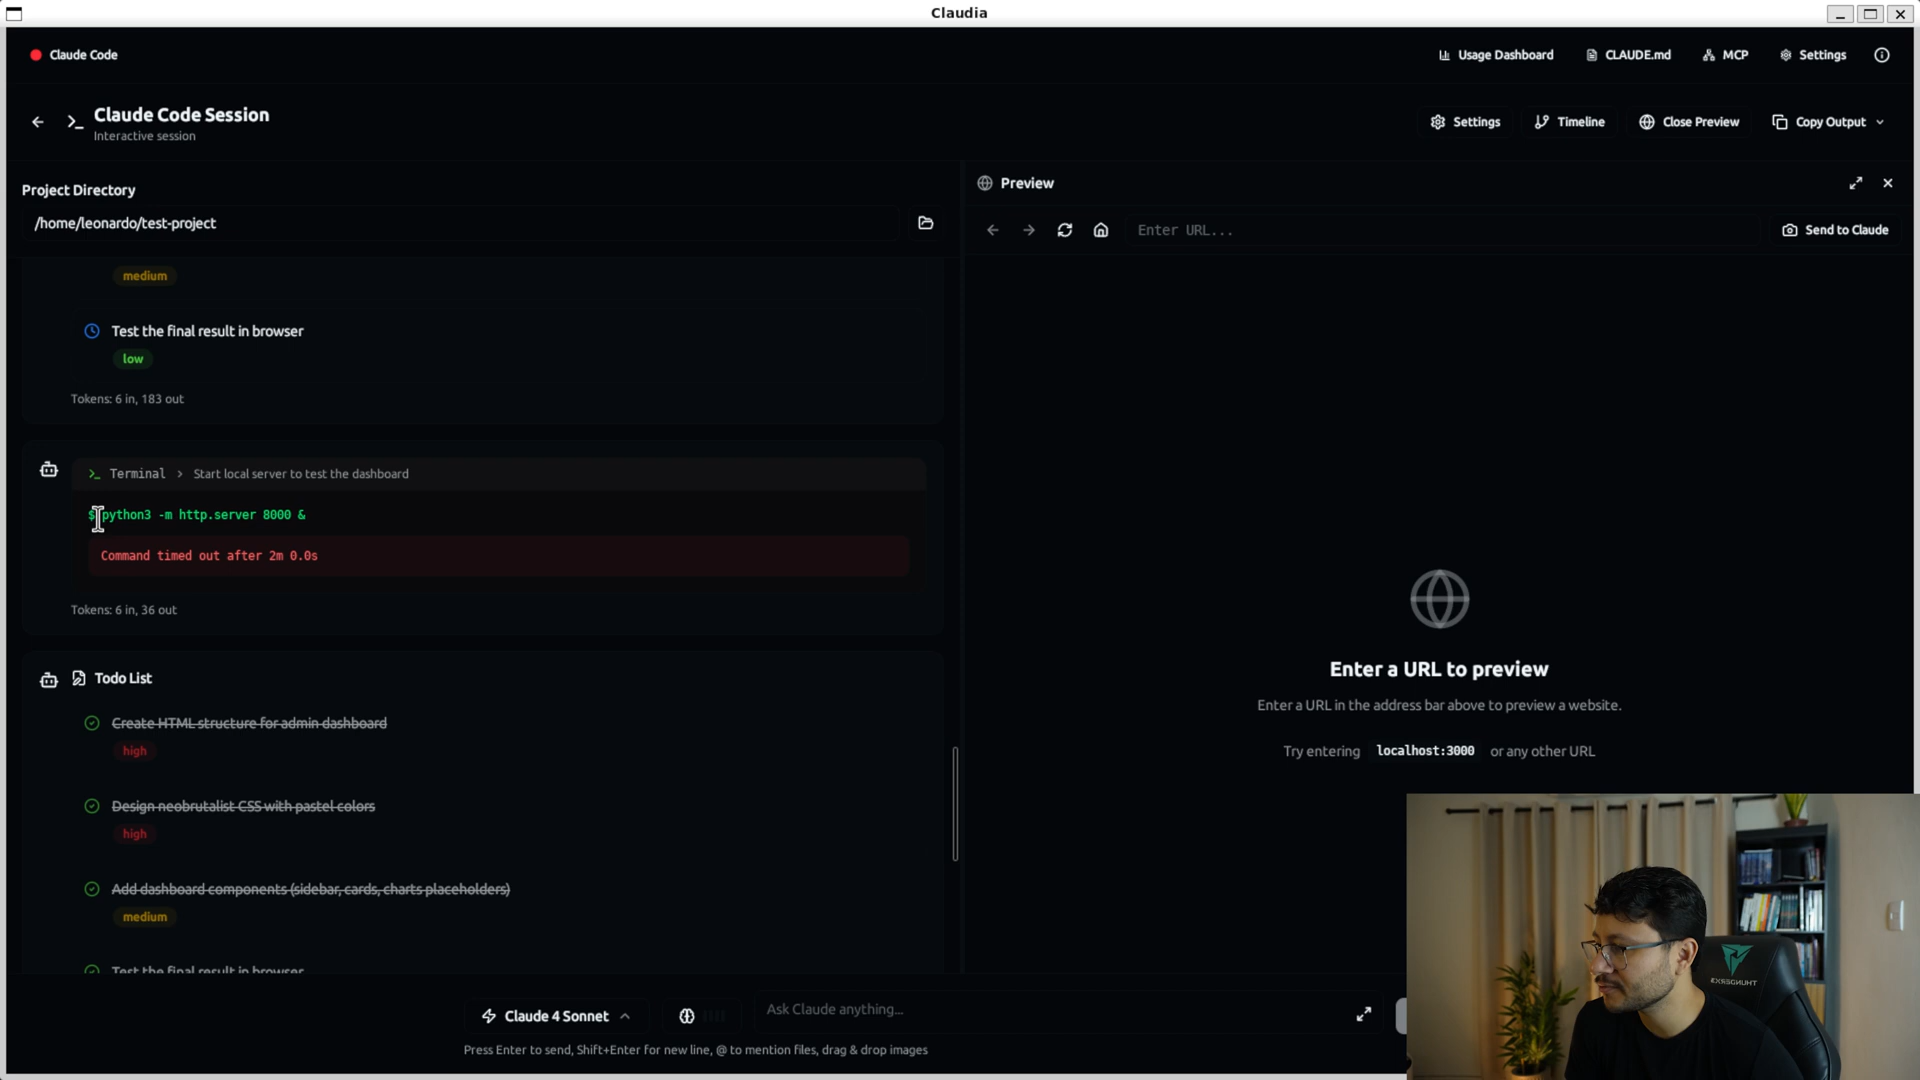 Claudia
Claude Code
Usage Dashboard
CLAUDE.md
MCP
Settings
Claude Code Session
Interactive session
Settings
Timeline
Close Preview
Copy Output
Project Directory
/home/leonardo/test-project
medium
Test the final result in browser
low
Tokens: 6 in, 183 out
>_ Terminal > Start local server to test the dashboard
$ python3 -m http.server 8000 &
Command timed out after 2m 0.0s
Tokens: 6 in, 36 out
Todo List
Create HTML structure for admin dashboard
high
Design neobrutalist CSS with pastel colors
high
Add dashboard components (sidebar, cards, charts placeholders)
medium
Test the final result in browser
Preview
Enter URL...
Send to Claude
Enter a URL to preview
Enter a URL in the address bar above to preview a website.
Try entering localhost:3000 or any other URL
Claude 4 Sonnet
Ask Claude anything...
Press Enter to send, Shift+Enter for new line, @ to mention files, drag & drop images